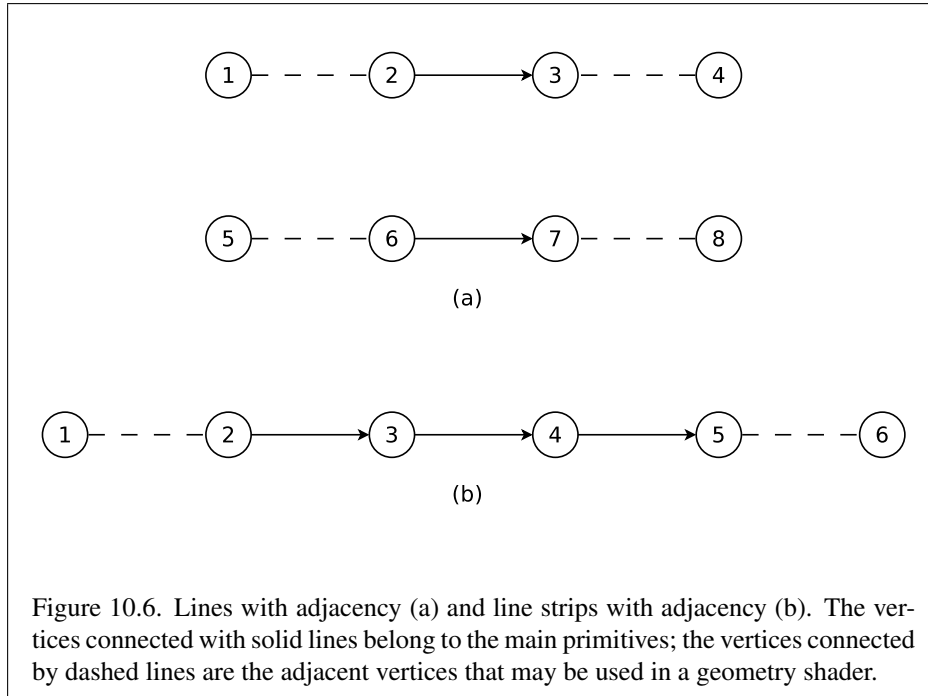 1 2 3 4
5 6 7 8
(a)
1 2 3 4 5 6
(b)
Figure 10.6. Lines with adjacency (a) and line strips with adjacency (b). The ver-
tices connected with solid lines belong to the main primitives; the vertices connected
by dashed lines are the adjacent vertices that may be used in a geometry shader.